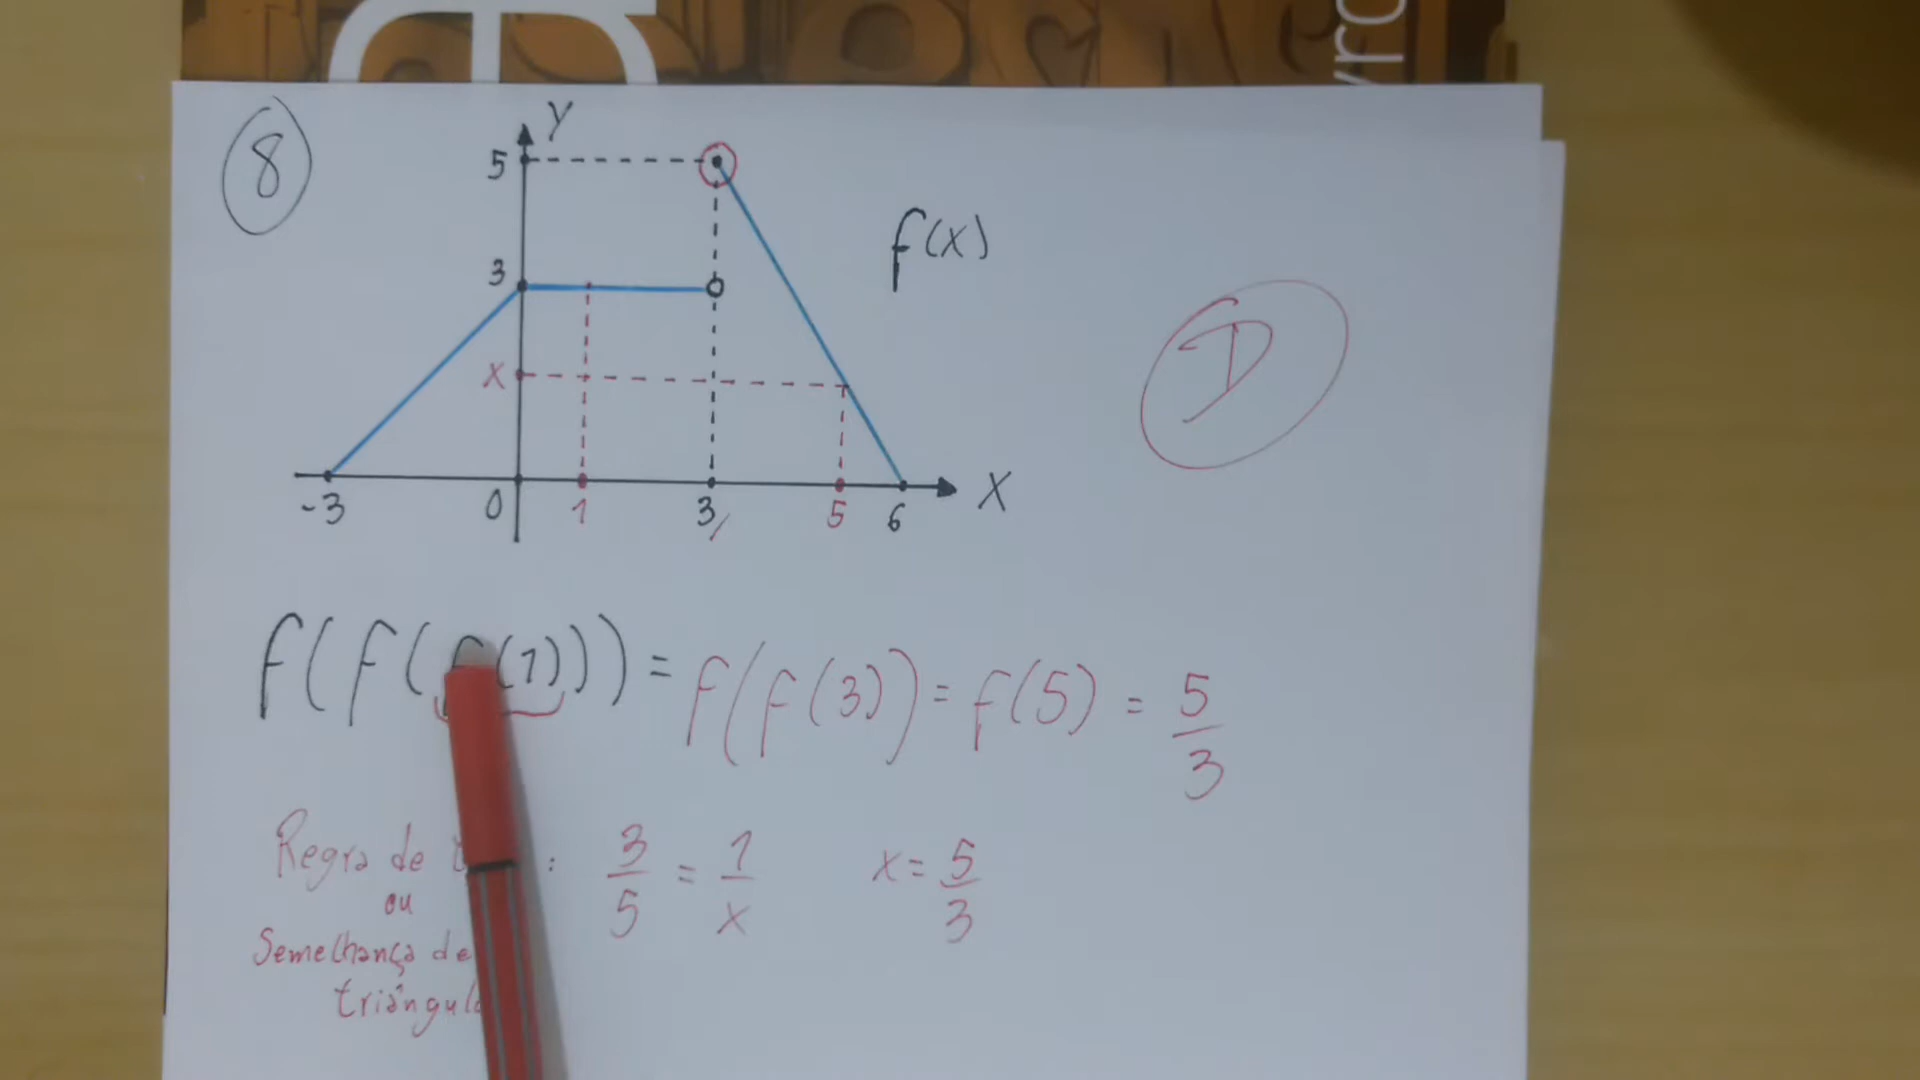 8
Y
5
f(x)
3
D
X
-3 0 1 3 5 6 X
f(f(f(1))) = f(f(3)) = f(5) = 5/3
Regra de : 3/5 = 1/x x = 5/3
ou
Semelhança de